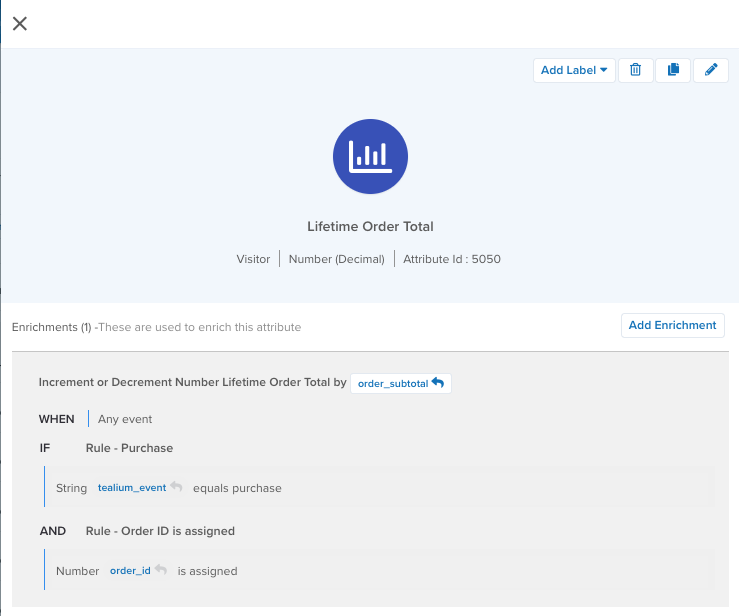 Add Label
Lifetime Order Total
Visitor Number (Decimal) Attribute Id : 5050
Enrichments (1) -These are used to enrich this attribute
Add Enrichment
Increment or Decrement Number Lifetime Order Total by order_subtotal
WHEN Any event
IF Rule - Purchase
String tealium_event equals purchase
AND Rule - Order ID is assigned
Number order_id is assigned